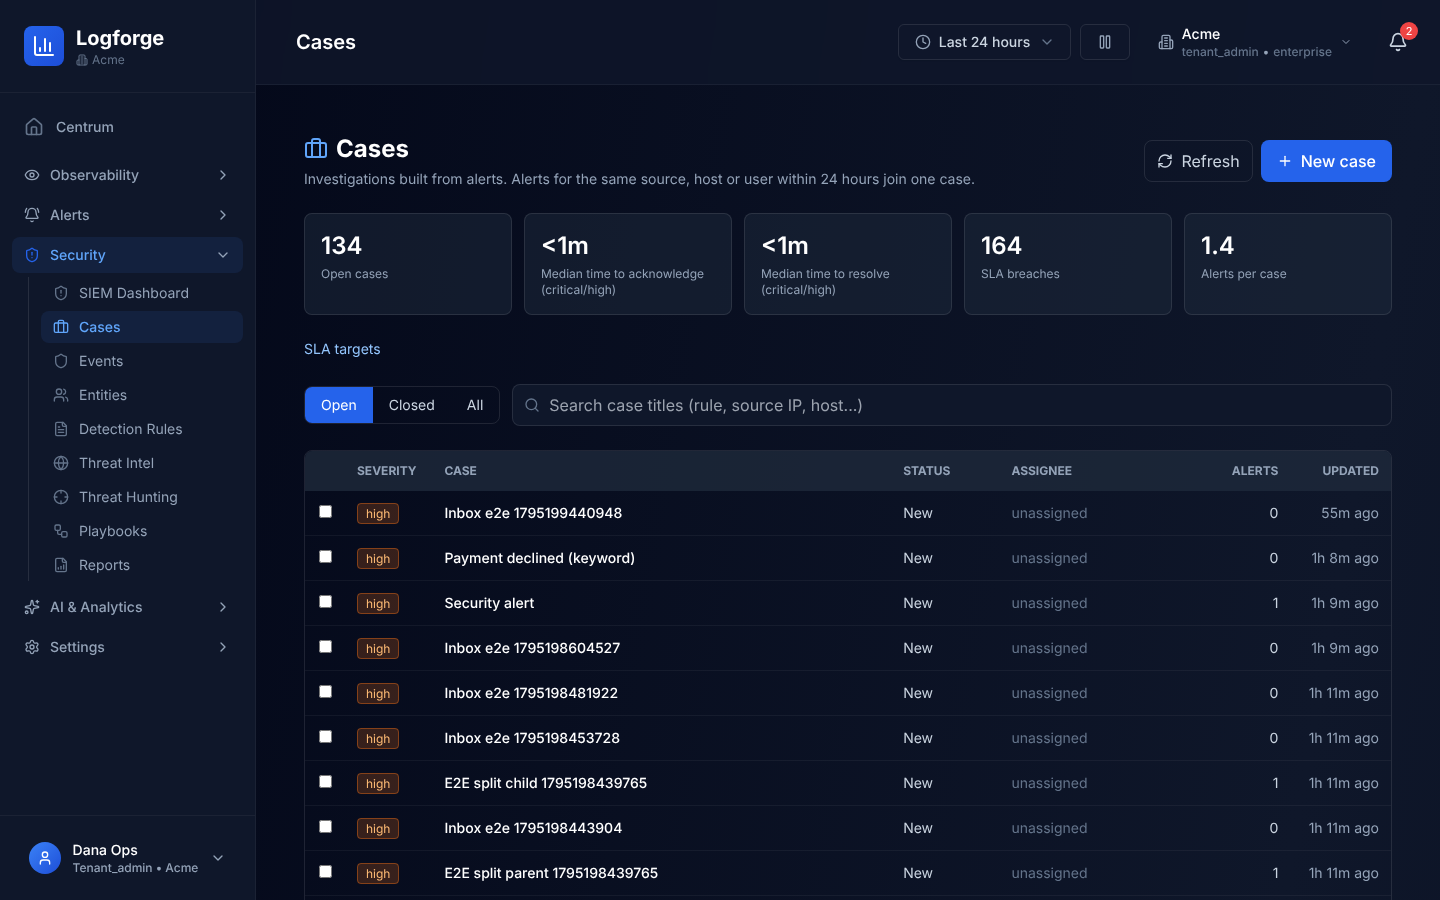 Logforge
Acme
Centrum
Observability
Alerts
Security
SIEM Dashboard
Cases
Events
Entities
Detection Rules
Threat Intel
Threat Hunting
Playbooks
Reports
AI & Analytics
Settings
Dana Ops
Tenant_admin • Acme
Cases
Last 24 hours
Acme
tenant_admin • enterprise
2
Cases
Investigations built from alerts. Alerts for the same source, host or user within 24 hours join one case.
Refresh
New case
134
Open cases
<1m
Median time to acknowledge
(critical/high)
<1m
Median time to resolve
(critical/high)
164
SLA breaches
1.4
Alerts per case
SLA targets
Open Closed All
Search case titles (rule, source IP, host...)
SEVERITY CASE STATUS ASSIGNEE ALERTS UPDATED
high Inbox e2e 1795199440948 New unassigned 0 55m ago
high Payment declined (keyword) New unassigned 0 1h 8m ago
high Security alert New unassigned 1 1h 9m ago
high Inbox e2e 1795198604527 New unassigned 0 1h 9m ago
high Inbox e2e 1795198481922 New unassigned 0 1h 11m ago
high Inbox e2e 1795198453728 New unassigned 0 1h 11m ago
high E2E split child 1795198439765 New unassigned 1 1h 11m ago
high Inbox e2e 1795198443904 New unassigned 0 1h 11m ago
high E2E split parent 1795198439765 New unassigned 1 1h 11m ago